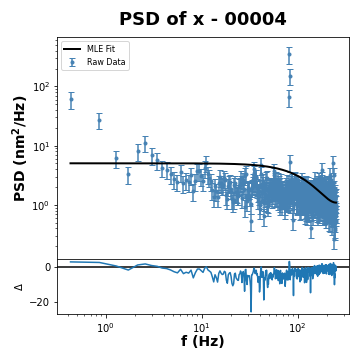 PSD of x - 00004
PSD (nm²/Hz)
MLE Fit
Raw Data
10²
10¹
10⁰
Δ
0
−20
10⁰
10¹
10²
f (Hz)